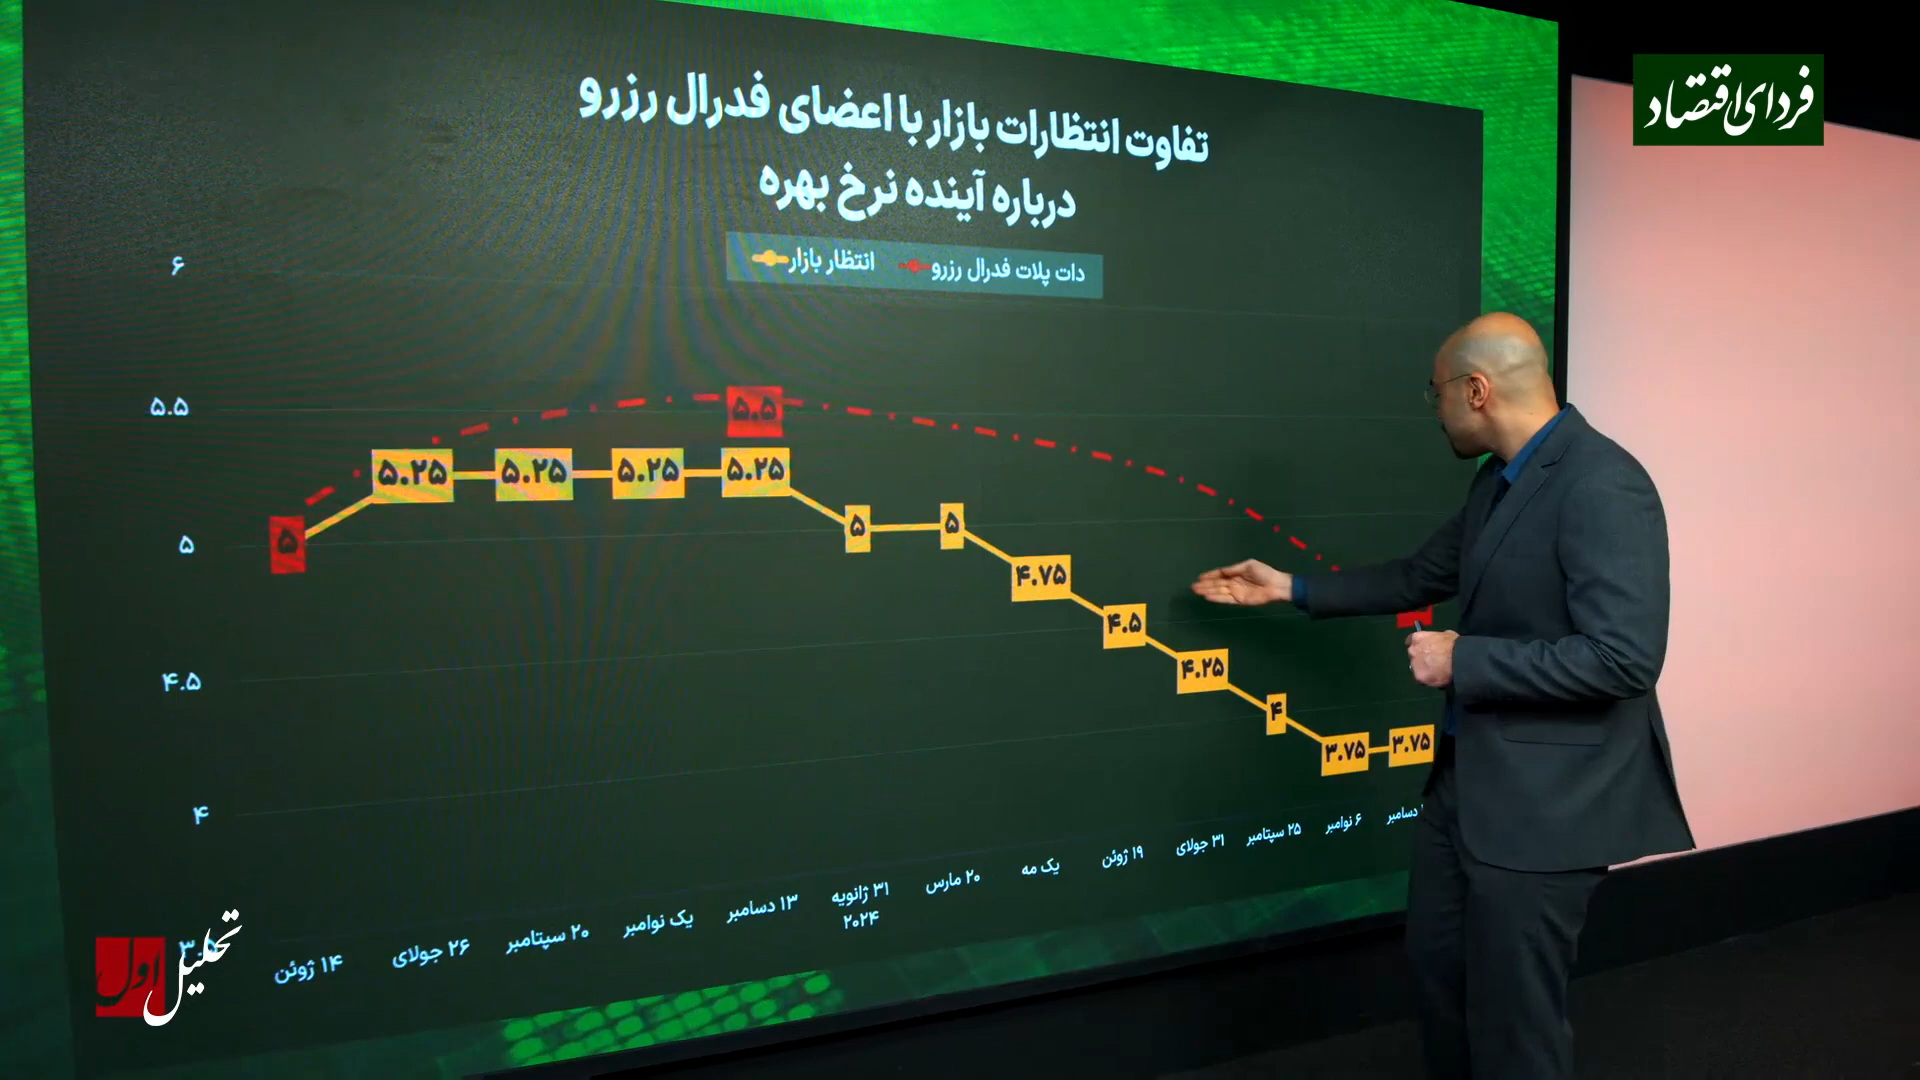 فردای اقتصاد
تفاوت انتظارات بازار با اعضای فدرال رزرو
درباره آینده نرخ بهره
دات پلات فدرال رزرو
انتظار بازار
۶
۵.۵
۵
۴.۵
۴
۳.۵
۵
۵.۲۵
۵.۲۵
۵.۲۵
۵.۵
۵.۲۵
۵
۵
۴.۷۵
۴.۵
۴.۲۵
۴
۳.۷۵
۳.۷۵
۱۴ ژوئن
۲۶ جولای
۲۰ سپتامبر
یک نوامبر
۱۳ دسامبر
۳۱ ژانویه
۲۰۲۴
۲۰ مارس
یک مه
۱۹ ژوئن
۳۱ جولای
۲۵ سپتامبر
۶ نوامبر
دسامبر
تحلیل اول